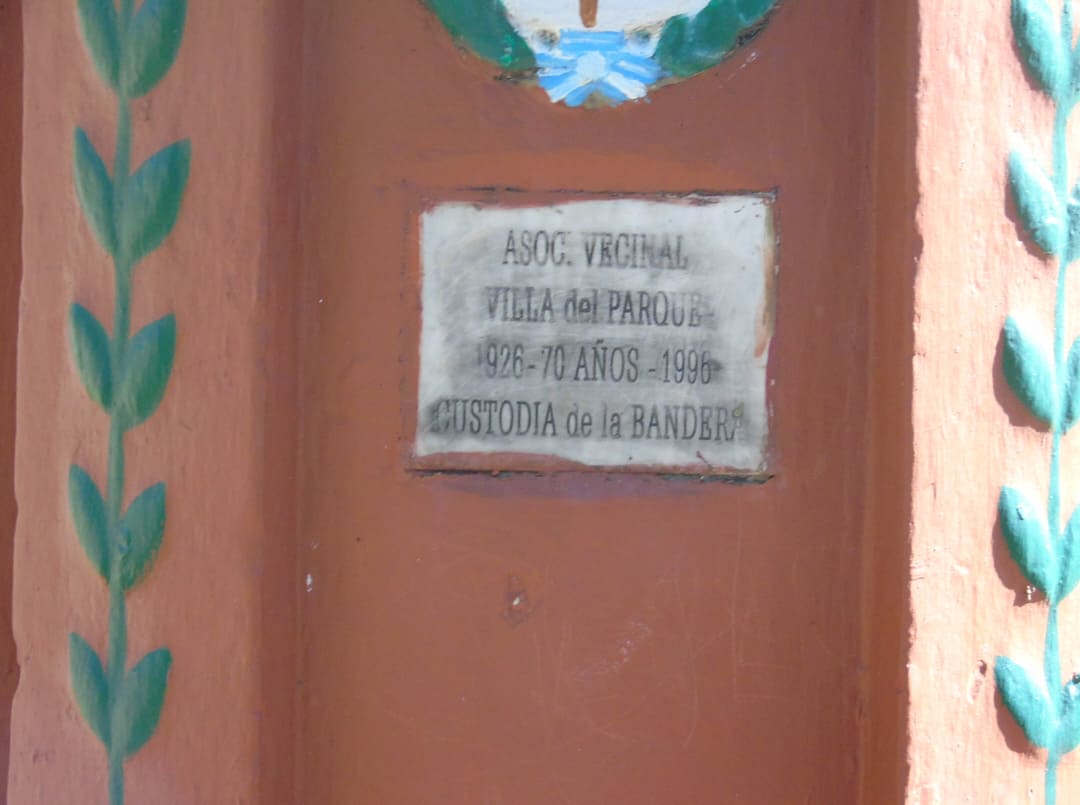 ASOC. VECINAL
VILLA del PARQUE
1926-70 AÑOS-1996
CUSTODIA de la BANDERA